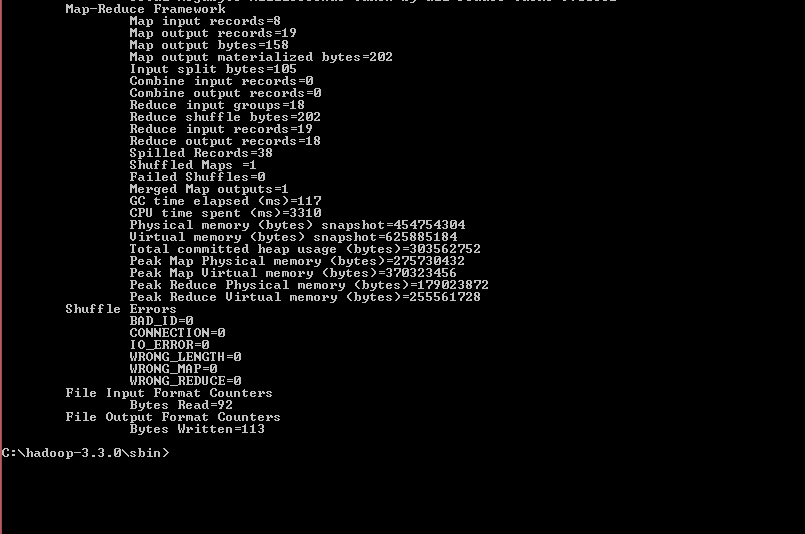 Map-Reduce Framework
Map input records=8
Map output records=19
Map output bytes=158
Map output materialized bytes=202
Input split bytes=105
Combine input records=0
Combine output records=0
Reduce input groups=18
Reduce shuffle bytes=202
Reduce input records=19
Reduce output records=18
Spilled Records=38
Shuffled Maps =1
Failed Shuffles=0
Merged Map outputs=1
GC time elapsed (ms)=117
CPU time spent (ms)=3310
Physical memory (bytes) snapshot=454754304
Virtual memory (bytes) snapshot=625885184
Total committed heap usage (bytes)=303562752
Peak Map Physical memory (bytes)=275730432
Peak Map Virtual memory (bytes)=370323456
Peak Reduce Physical memory (bytes)=179023872
Peak Reduce Virtual memory (bytes)=255561728
Shuffle Errors
BAD_ID=0
CONNECTION=0
IO_ERROR=0
WRONG_LENGTH=0
WRONG_MAP=0
WRONG_REDUCE=0
File Input Format Counters
Bytes Read=92
File Output Format Counters
Bytes Written=113
C:\hadoop-3.3.0\sbin>